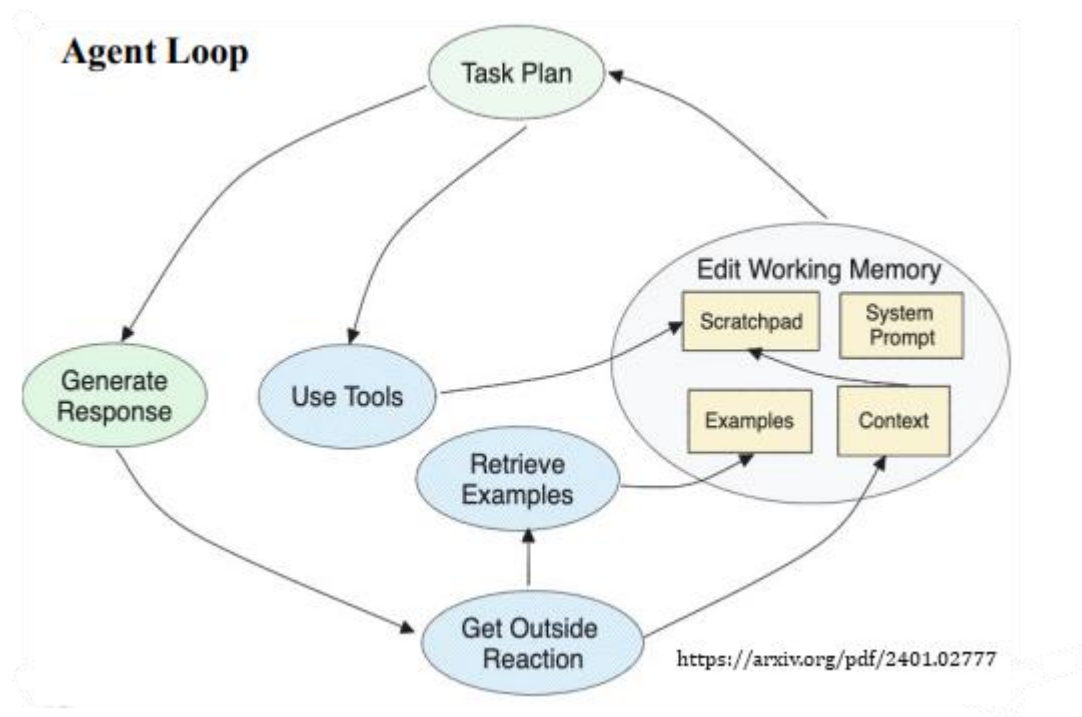 Agent Loop
Task Plan
Edit Working Memory
Scratchpad
System
Prompt
Generate
Response
Use Tools
Examples
Context
Retrieve
Examples
Get Outside
Reaction
https://arxiv.org/pdf/2401.02777